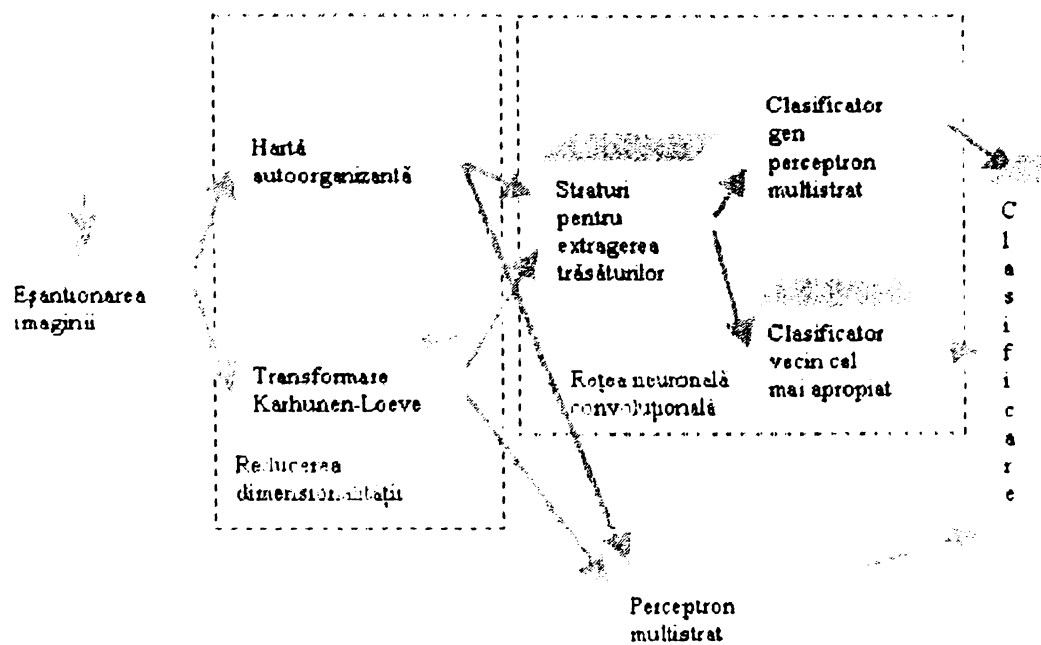 Eşantionarea
imaginii
Hartă
autoorganizantă
Transformare
Karhunen-Loeve
Reducerea
dimensionalităţii
Straturi
pentru
extragerea
trăsăturilor
Reţea neuronală
convoluţională
Clasificator
gen
perceptron
multistrat
Clasificator
vecin cel
mai apropiat
Perceptron
multistrat
C
l
a
s
i
f
i
c
a
r
e